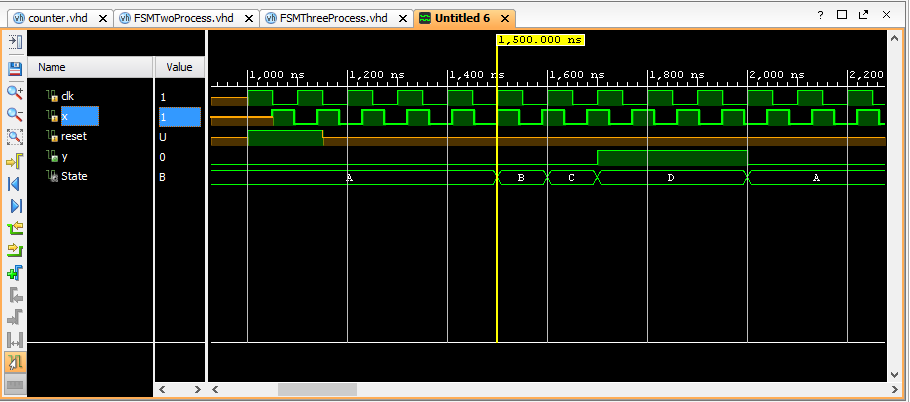 counter.vhd FSMTwoProcess.vhd FSMThreeProcess.vhd Untitled 6
1,500.000 ns
Name Value 1,000 ns 1,200 ns 1,400 ns 1,600 ns 1,800 ns 2,000 ns 2,200
clk 1
x 1
reset U
y 0
State B A B C D A